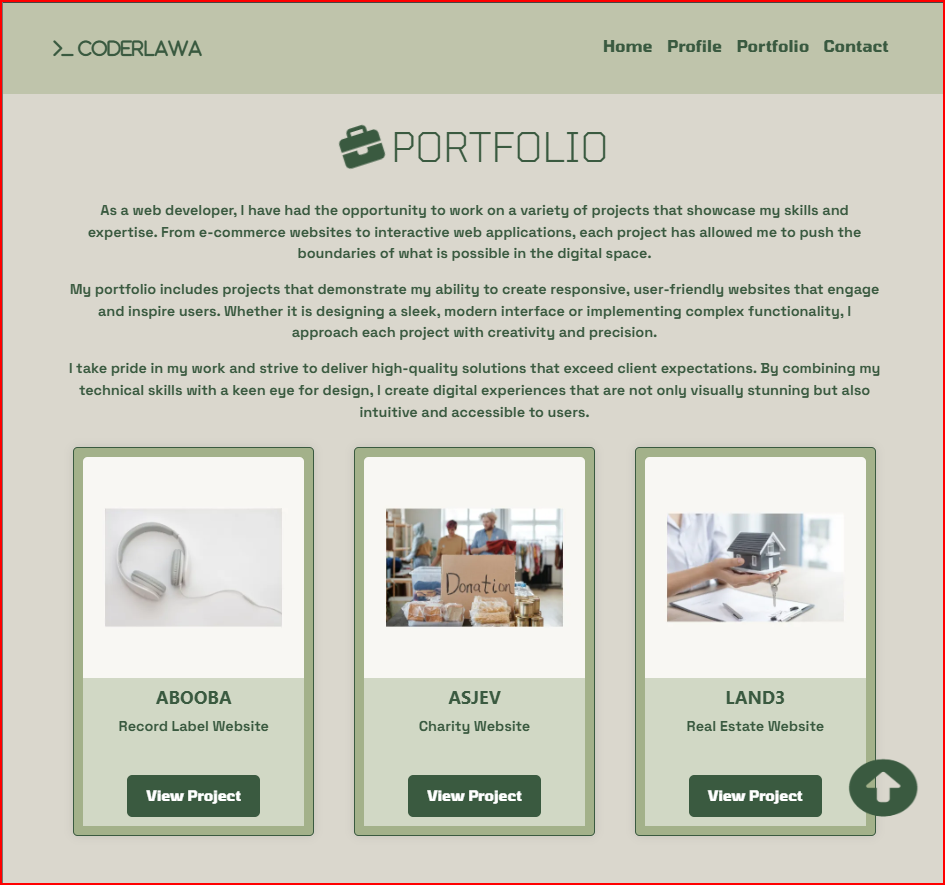 >_ CODERLAWA
Home Profile Portfolio Contact
PORTFOLIO
As a web developer, I have had the opportunity to work on a variety of projects that showcase my skills and
expertise. From e-commerce websites to interactive web applications, each project has allowed me to push the
boundaries of what is possible in the digital space.
My portfolio includes projects that demonstrate my ability to create responsive, user-friendly websites that engage
and inspire users. Whether it is designing a sleek, modern interface or implementing complex functionality, I
approach each project with creativity and precision.
I take pride in my work and strive to deliver high-quality solutions that exceed client expectations. By combining my
technical skills with a keen eye for design, I create digital experiences that are not only visually stunning but also
intuitive and accessible to users.
Donation
ABOOBA
Record Label Website
View Project
ASJEV
Charity Website
View Project
LAND3
Real Estate Website
View Project